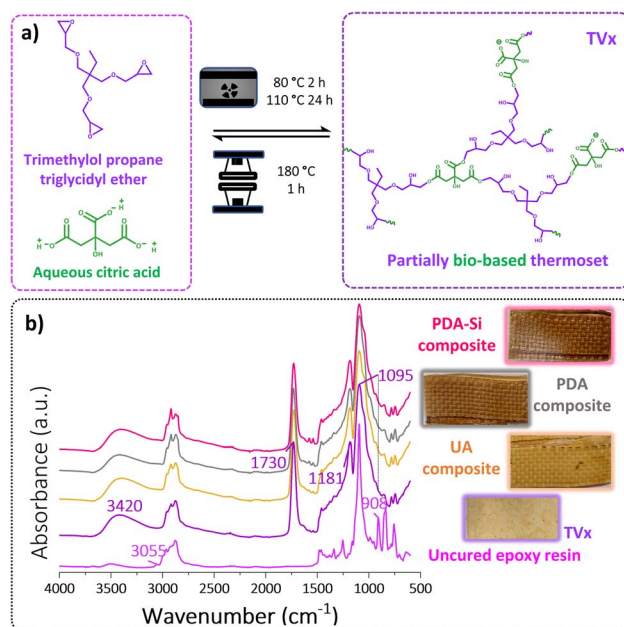 a)
TVx
80 °C 2 h
110 °C 24 h
180 °C
1 h
Trimethylol propane
triglycidyl ether
Aqueous citric acid
Partially bio-based thermoset
b)
PDA-Si
composite
PDA
composite
UA
composite
TVx
Uncured epoxy resin
1095
1730
1181
908
3420
3055
Absorbance (a.u.)
4000 3500 3000 2500 2000 1500 1000 500
Wavenumber (cm⁻¹)